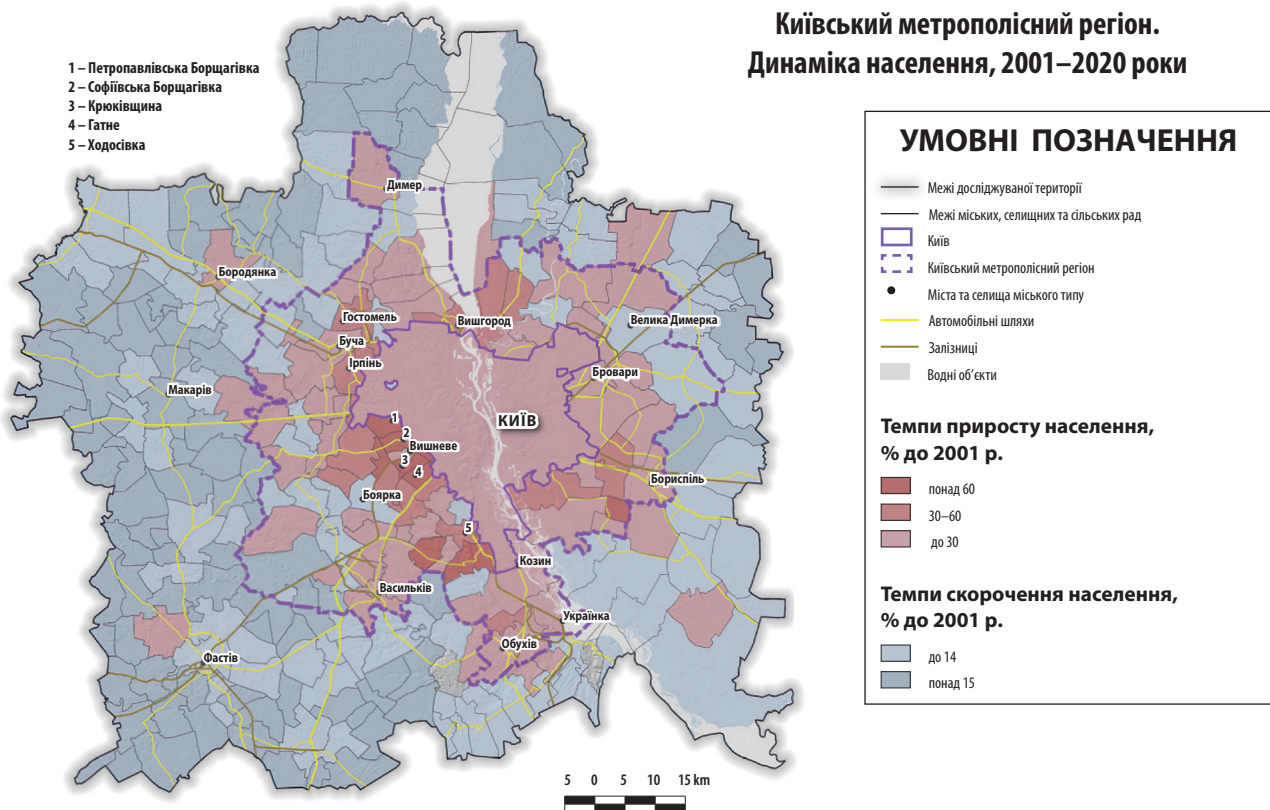 Київський метрополісний регіон.
Динаміка населення, 2001–2020 роки
1 – Петропавлівська Борщагівка
2 – Софіївська Борщагівка
3 – Крюківщина
4 – Гатне
5 – Ходосівка
УМОВНІ ПОЗНАЧЕННЯ
Межі досліджуваної території
Межі міських, селищних та сільських рад
Київ
Київський метрополісний регіон
Міста та селища міського типу
Автомобільні шляхи
Залізниці
Водні об’єкти
Темпи приросту населення,
% до 2001 р.
понад 60
30–60
до 30
Темпи скорочення населення,
% до 2001 р.
до 14
понад 15
Димер
Бородянка
Гостомель
Вишгород
Велика Димерка
Буча
Ірпінь
Бровари
Макарів
1
КИЇВ
2
Вишневе
3
4
Бориспіль
Боярка
5
Козин
Васильків
Українка
Обухів
Фастів
5 0 5 10 15 km